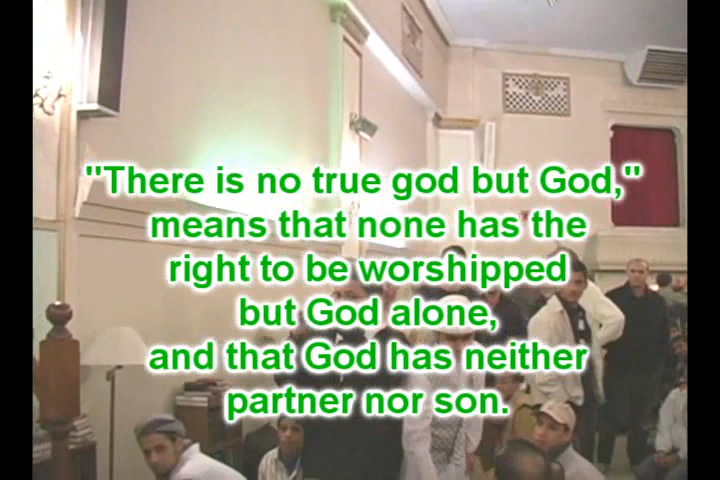 "There is no true god but God,"
means that none has the
right to be worshipped
but God alone,
and that God has neither
partner nor son.